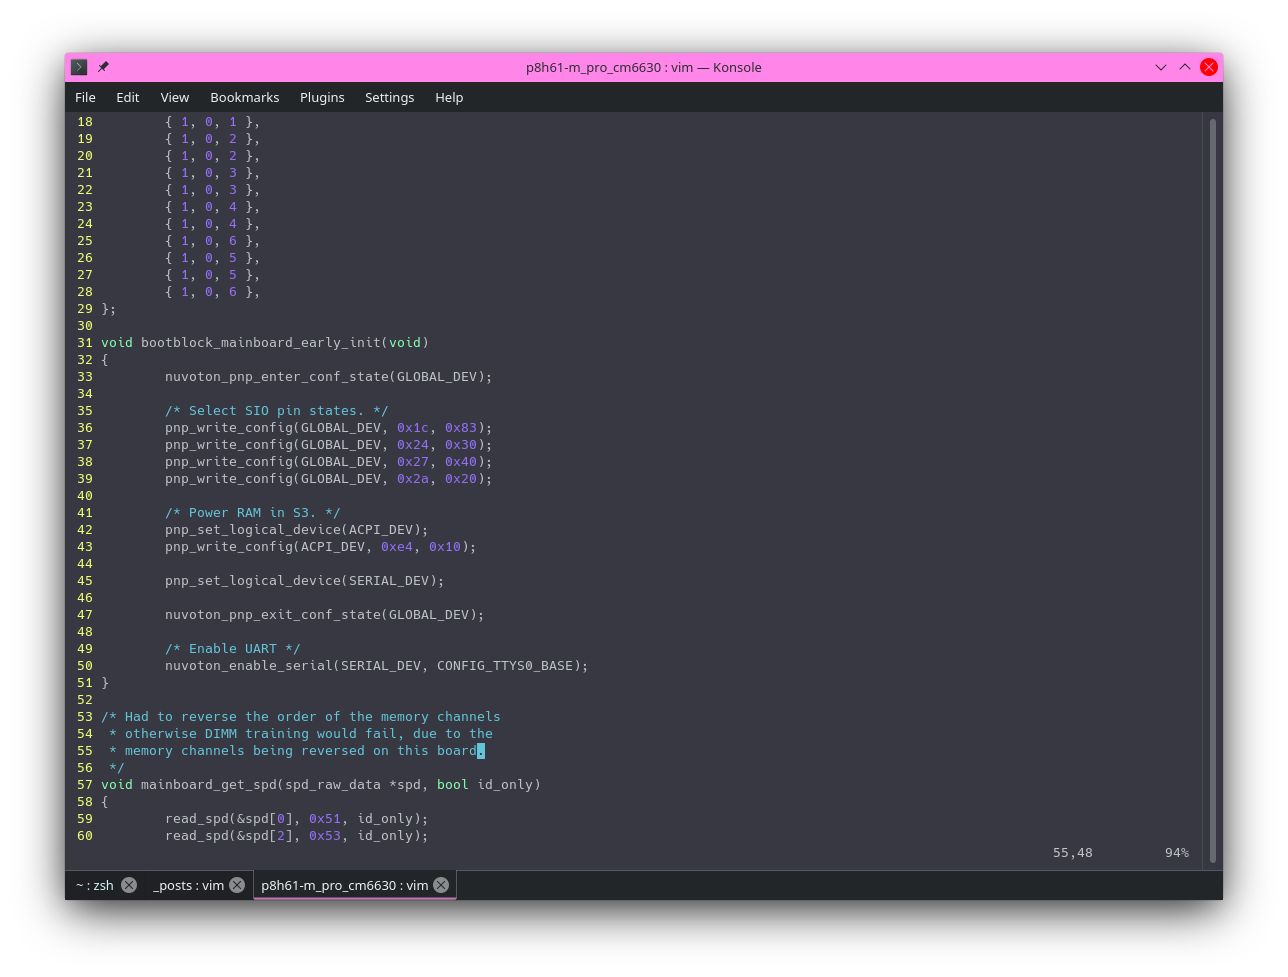 p8h61-m_pro_cm6630 : vim — Konsole
File Edit View Bookmarks Plugins Settings Help
18         { 1, 0, 1 },
19         { 1, 0, 2 },
20         { 1, 0, 2 },
21         { 1, 0, 3 },
22         { 1, 0, 3 },
23         { 1, 0, 4 },
24         { 1, 0, 4 },
25         { 1, 0, 6 },
26         { 1, 0, 5 },
27         { 1, 0, 5 },
28         { 1, 0, 6 },
29 };
30
31 void bootblock_mainboard_early_init(void)
32 {
33         nuvoton_pnp_enter_conf_state(GLOBAL_DEV);
34
35         /* Select SIO pin states. */
36         pnp_write_config(GLOBAL_DEV, 0x1c, 0x83);
37         pnp_write_config(GLOBAL_DEV, 0x24, 0x30);
38         pnp_write_config(GLOBAL_DEV, 0x27, 0x40);
39         pnp_write_config(GLOBAL_DEV, 0x2a, 0x20);
40
41         /* Power RAM in S3. */
42         pnp_set_logical_device(ACPI_DEV);
43         pnp_write_config(ACPI_DEV, 0xe4, 0x10);
44
45         pnp_set_logical_device(SERIAL_DEV);
46
47         nuvoton_pnp_exit_conf_state(GLOBAL_DEV);
48
49         /* Enable UART */
50         nuvoton_enable_serial(SERIAL_DEV, CONFIG_TTYS0_BASE);
51 }
52
53 /* Had to reverse the order of the memory channels
54  * otherwise DIMM training would fail, due to the
55  * memory channels being reversed on this board.
56  */
57 void mainboard_get_spd(spd_raw_data *spd, bool id_only)
58 {
59         read_spd(&spd[0], 0x51, id_only);
60         read_spd(&spd[2], 0x53, id_only);
55,48 94%
~ : zsh _posts : vim p8h61-m_pro_cm6630 : vim